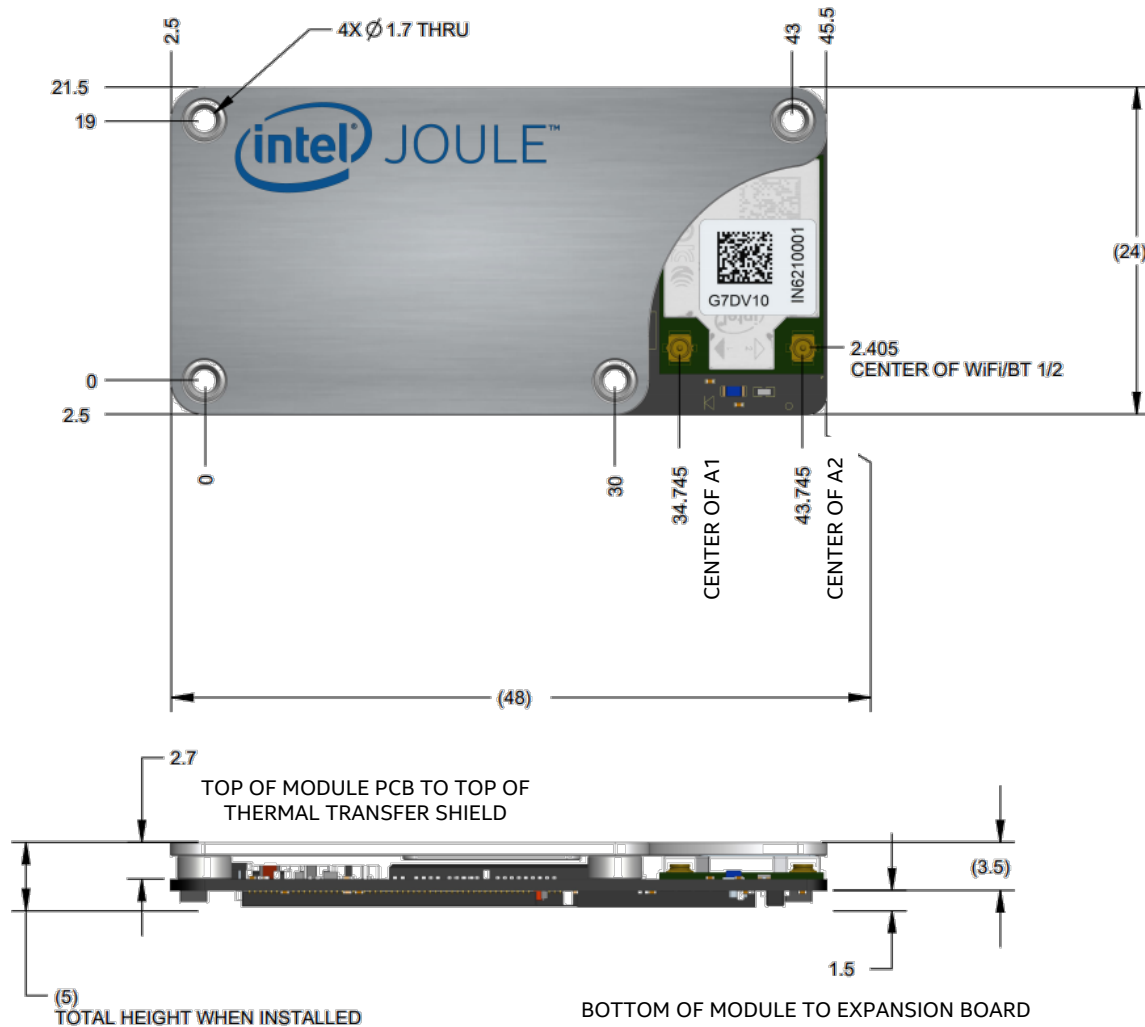 2.5
4X Ø 1.7 THRU
43
45.5
21.5
19
intel® JOULE™
(24)
G7DV10
IN6210001
2.405
CENTER OF WiFi/BT 1/2
0
2.5
0
30
34.745
CENTER OF A1
43.745
CENTER OF A2
(48)
2.7
TOP OF MODULE PCB TO TOP OF
THERMAL TRANSFER SHIELD
(3.5)
1.5
(5)
TOTAL HEIGHT WHEN INSTALLED
BOTTOM OF MODULE TO EXPANSION BOARD